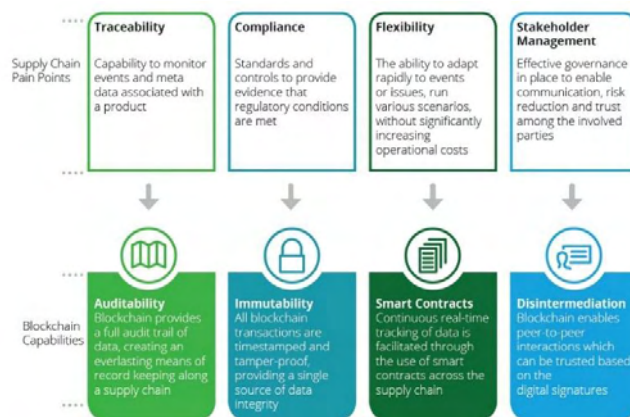 Supply Chain
Pain Points
Traceability
Capability to monitor
events and meta
data associated with
a product
Compliance
Standards and
controls to provide
evidence that
regulatory conditions
are met
Flexibility
The ability to adapt
rapidly to events
or issues, run
various scenarios,
without significantly
increasing
operational costs
Stakeholder
Management
Effective governance
in place to enable
communication, risk
reduction and trust
among the involved
parties
Blockchain
Capabilities
Auditability
Blockchain provides
a full audit trail of
data, creating an
everlasting means of
record keeping along
a supply chain
Immutability
All blockchain
transactions are
timestamped and
tamper-proof,
providing a single
source of data
integrity
Smart Contracts
Continuous real-time
tracking of data is
facilitated through
the use of smart
contracts across the
supply chain
Disintermediation
Blockchain enables
peer-to-peer
interactions which
can be trusted based
on the
digital signatures